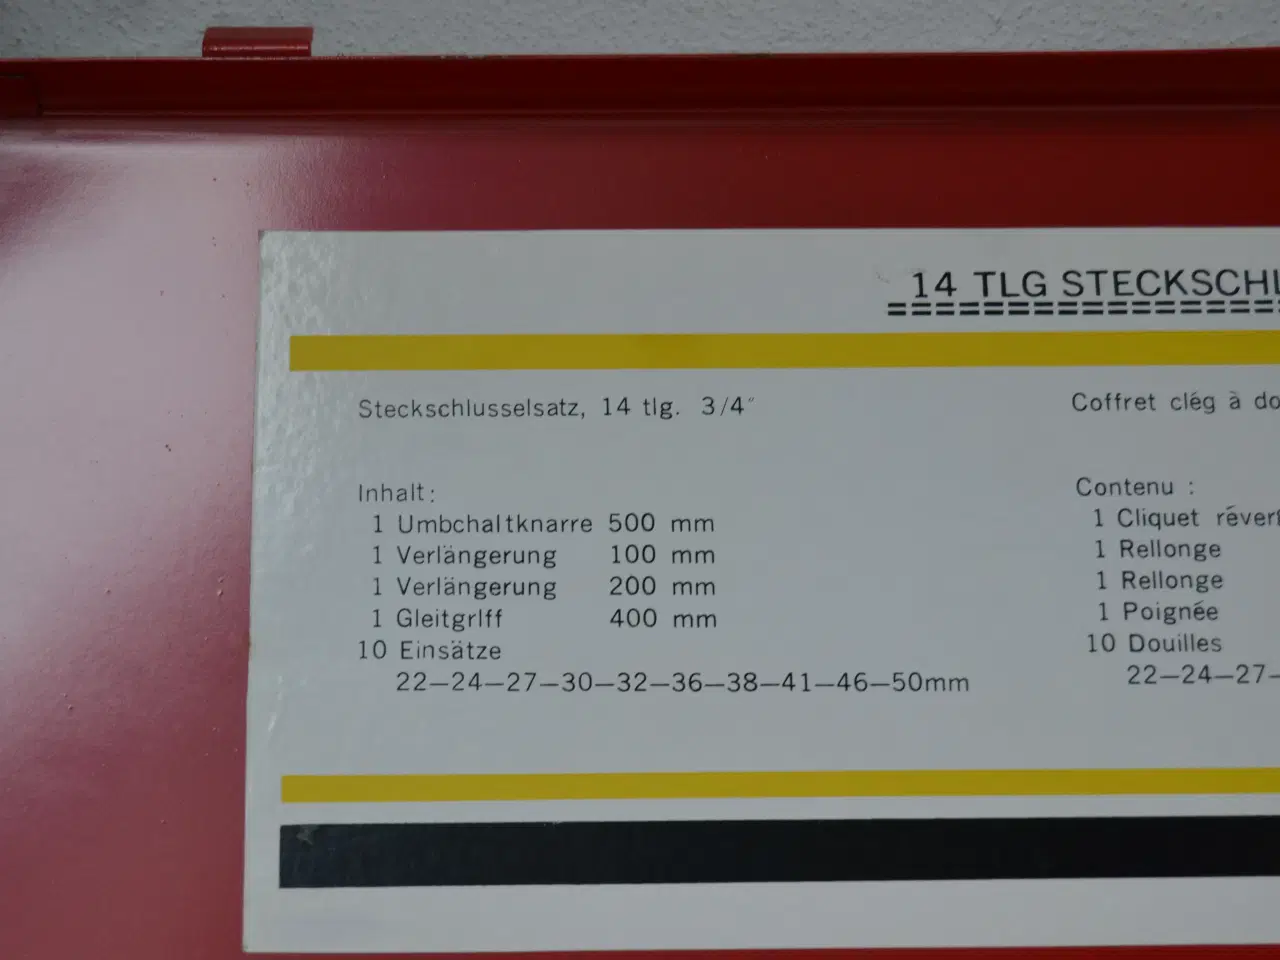 14 TLG STECKSCHL
Steckschlusselsatz, 14 tlg. 3/4"
Inhalt:
1 Umbchaltknarre 500 mm
1 Verlängerung 100 mm
1 Verlängerung 200 mm
1 Gleitgrlff 400 mm
10 Einsätze
22—24—27—30—32—36—38—41—46—50mm
Coffret clég à do
Contenu :
1 Cliquet réver
1 Rellonge
1 Rellonge
1 Poignée
10 Douilles
22—24—27—